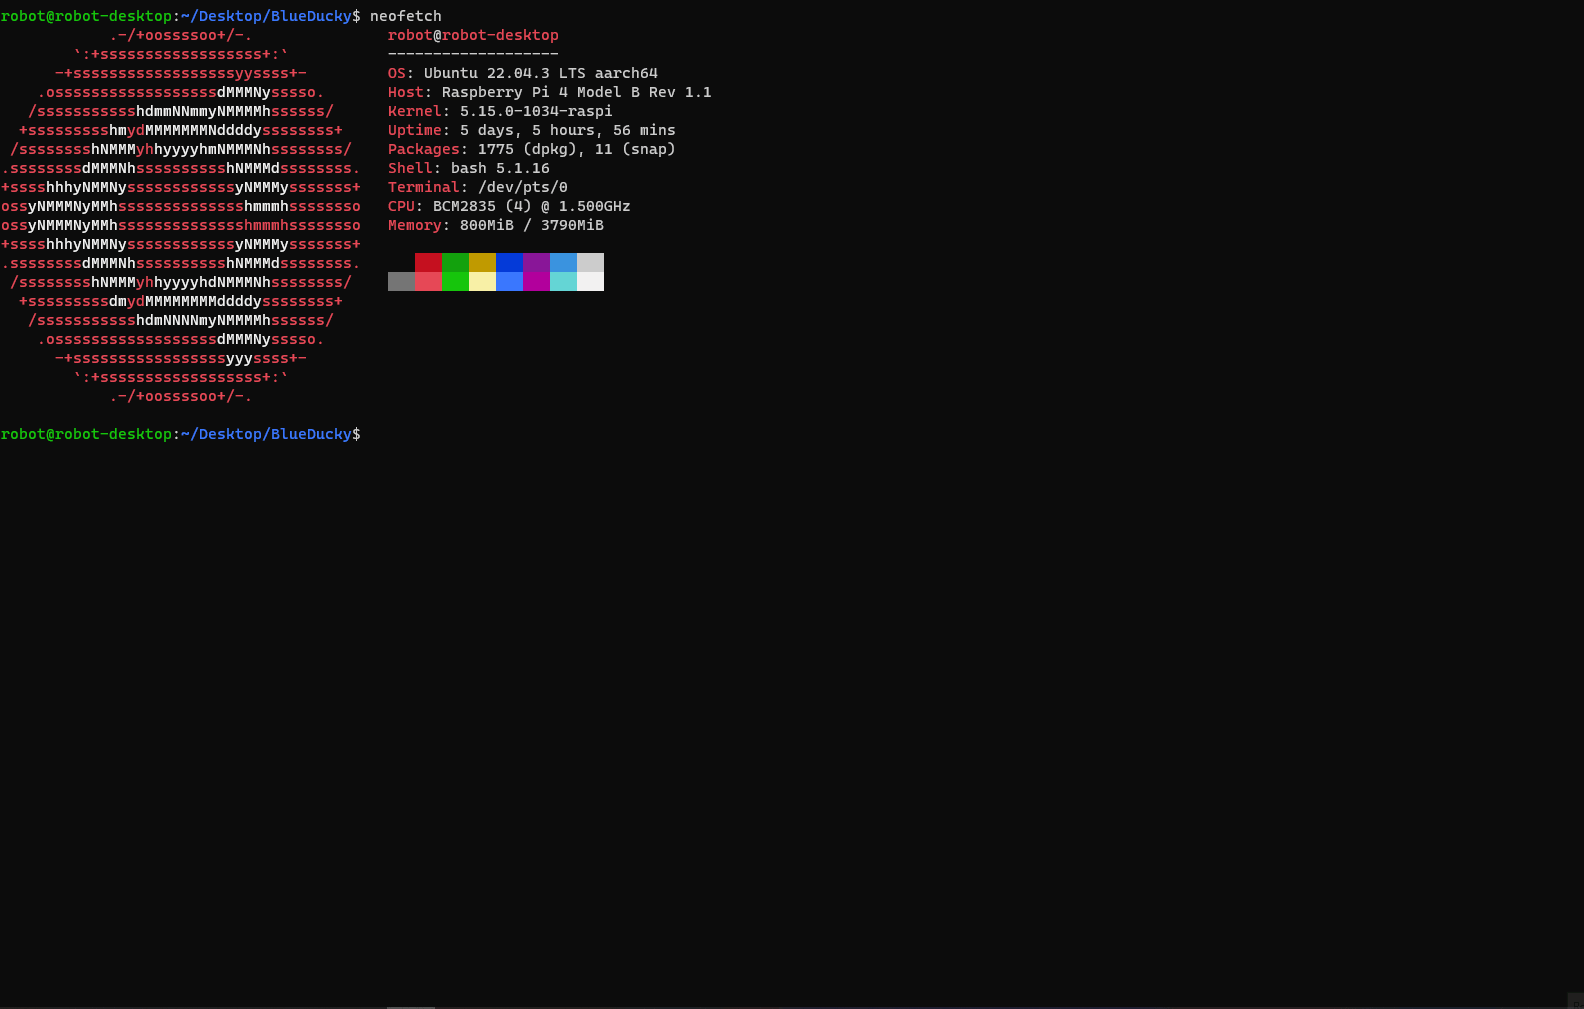 robot@robot-desktop:~/Desktop/BlueDucky$ neofetch
            .-/+oossssoo+/-.               robot@robot-desktop
        `:+ssssssssssssssssss+:`           -------------------
      -+ssssssssssssssssssyyssss+-         OS: Ubuntu 22.04.3 LTS aarch64
    .ossssssssssssssssssdMMMNysssso.       Host: Raspberry Pi 4 Model B Rev 1.1
   /ssssssssssshdmmNNmmyNMMMMhssssss/      Kernel: 5.15.0-1034-raspi
  +ssssssssshmydMMMMMMMNddddyssssssss+     Uptime: 5 days, 5 hours, 56 mins
 /sssssssshNMMMyhhyyyyhmNMMMNhssssssss/    Packages: 1775 (dpkg), 11 (snap)
.ssssssssdMMMNhsssssssssshNMMMdssssssss.   Shell: bash 5.1.16
+sssshhhyNMMNyssssssssssssyNMMMysssssss+   Terminal: /dev/pts/0
ossyNMMMNyMMhsssssssssssssshmmmhssssssso   CPU: BCM2835 (4) @ 1.500GHz
ossyNMMMNyMMhsssssssssssssshmmmhssssssso   Memory: 800MiB / 3790MiB
+sssshhhyNMMNyssssssssssssyNMMMysssssss+
.ssssssssdMMMNhsssssssssshNMMMdssssssss.
 /sssssssshNMMMyhhyyyyhdNMMMNhssssssss/
  +sssssssssdmydMMMMMMMMddddyssssssss+
   /ssssssssssshdmNNNNmyNMMMMhssssss/
    .ossssssssssssssssssdMMMNysssso.
      -+sssssssssssssssssyyyssss+-
        `:+ssssssssssssssssss+:`
            .-/+oossssoo+/-.
robot@robot-desktop:~/Desktop/BlueDucky$